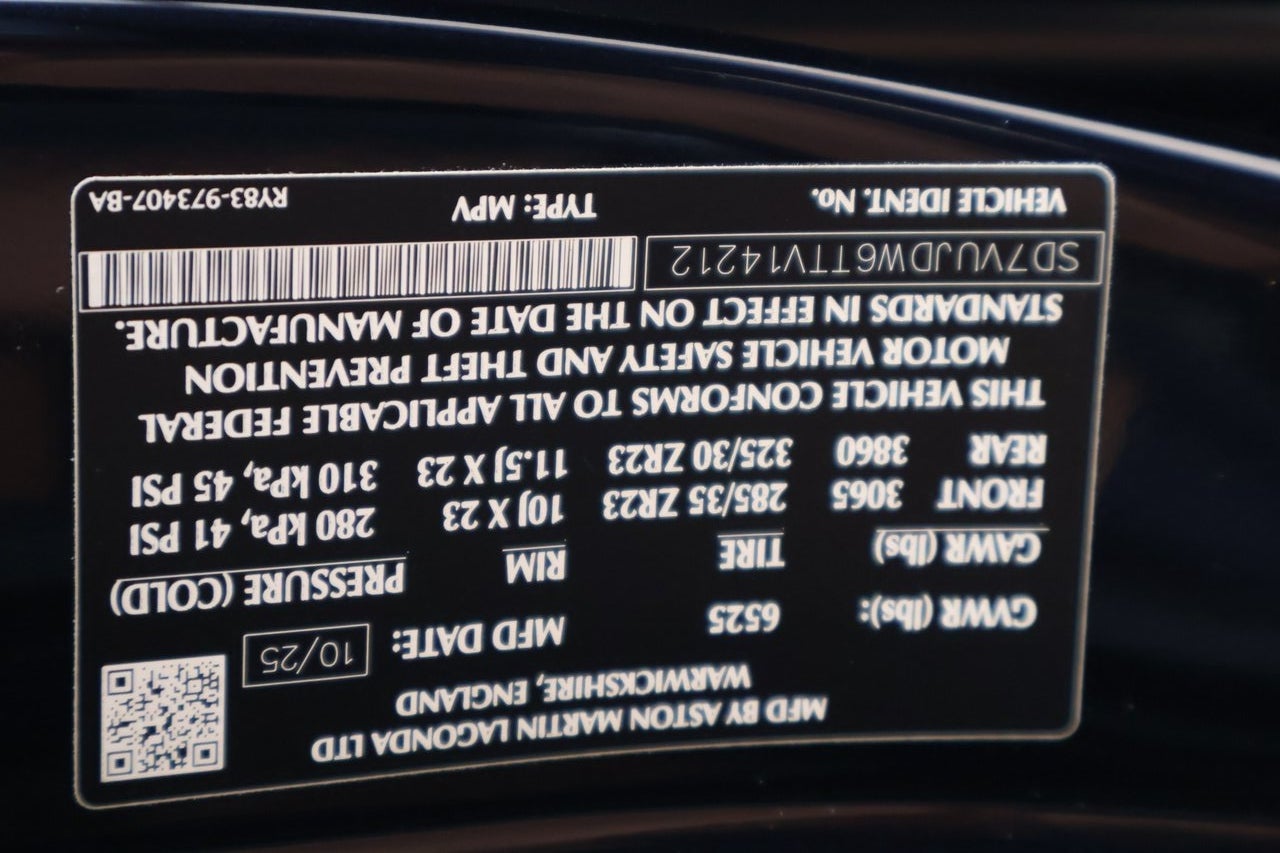 MFD BY ASTON MARTIN LAGONDA LTD
WARWICKSHIRE, ENGLAND
GVWR (lbs): 6525 MFD DATE: 10/25
GAWR (lbs) TIRE RIM PRESSURE (COLD)
FRONT 3065 285/35 ZR23 10J X 23 280 kPa, 41 PSI
REAR 3860 325/30 ZR23 11.5J X 23 310 kPa, 45 PSI
THIS VEHICLE CONFORMS TO ALL APPLICABLE FEDERAL
MOTOR VEHICLE SAFETY AND THEFT PREVENTION
STANDARDS IN EFFECT ON THE DATE OF MANUFACTURE.
SD7VUJDW6TTV14212
VEHICLE IDENT. No. TYPE: MPV RY83-973407-BA